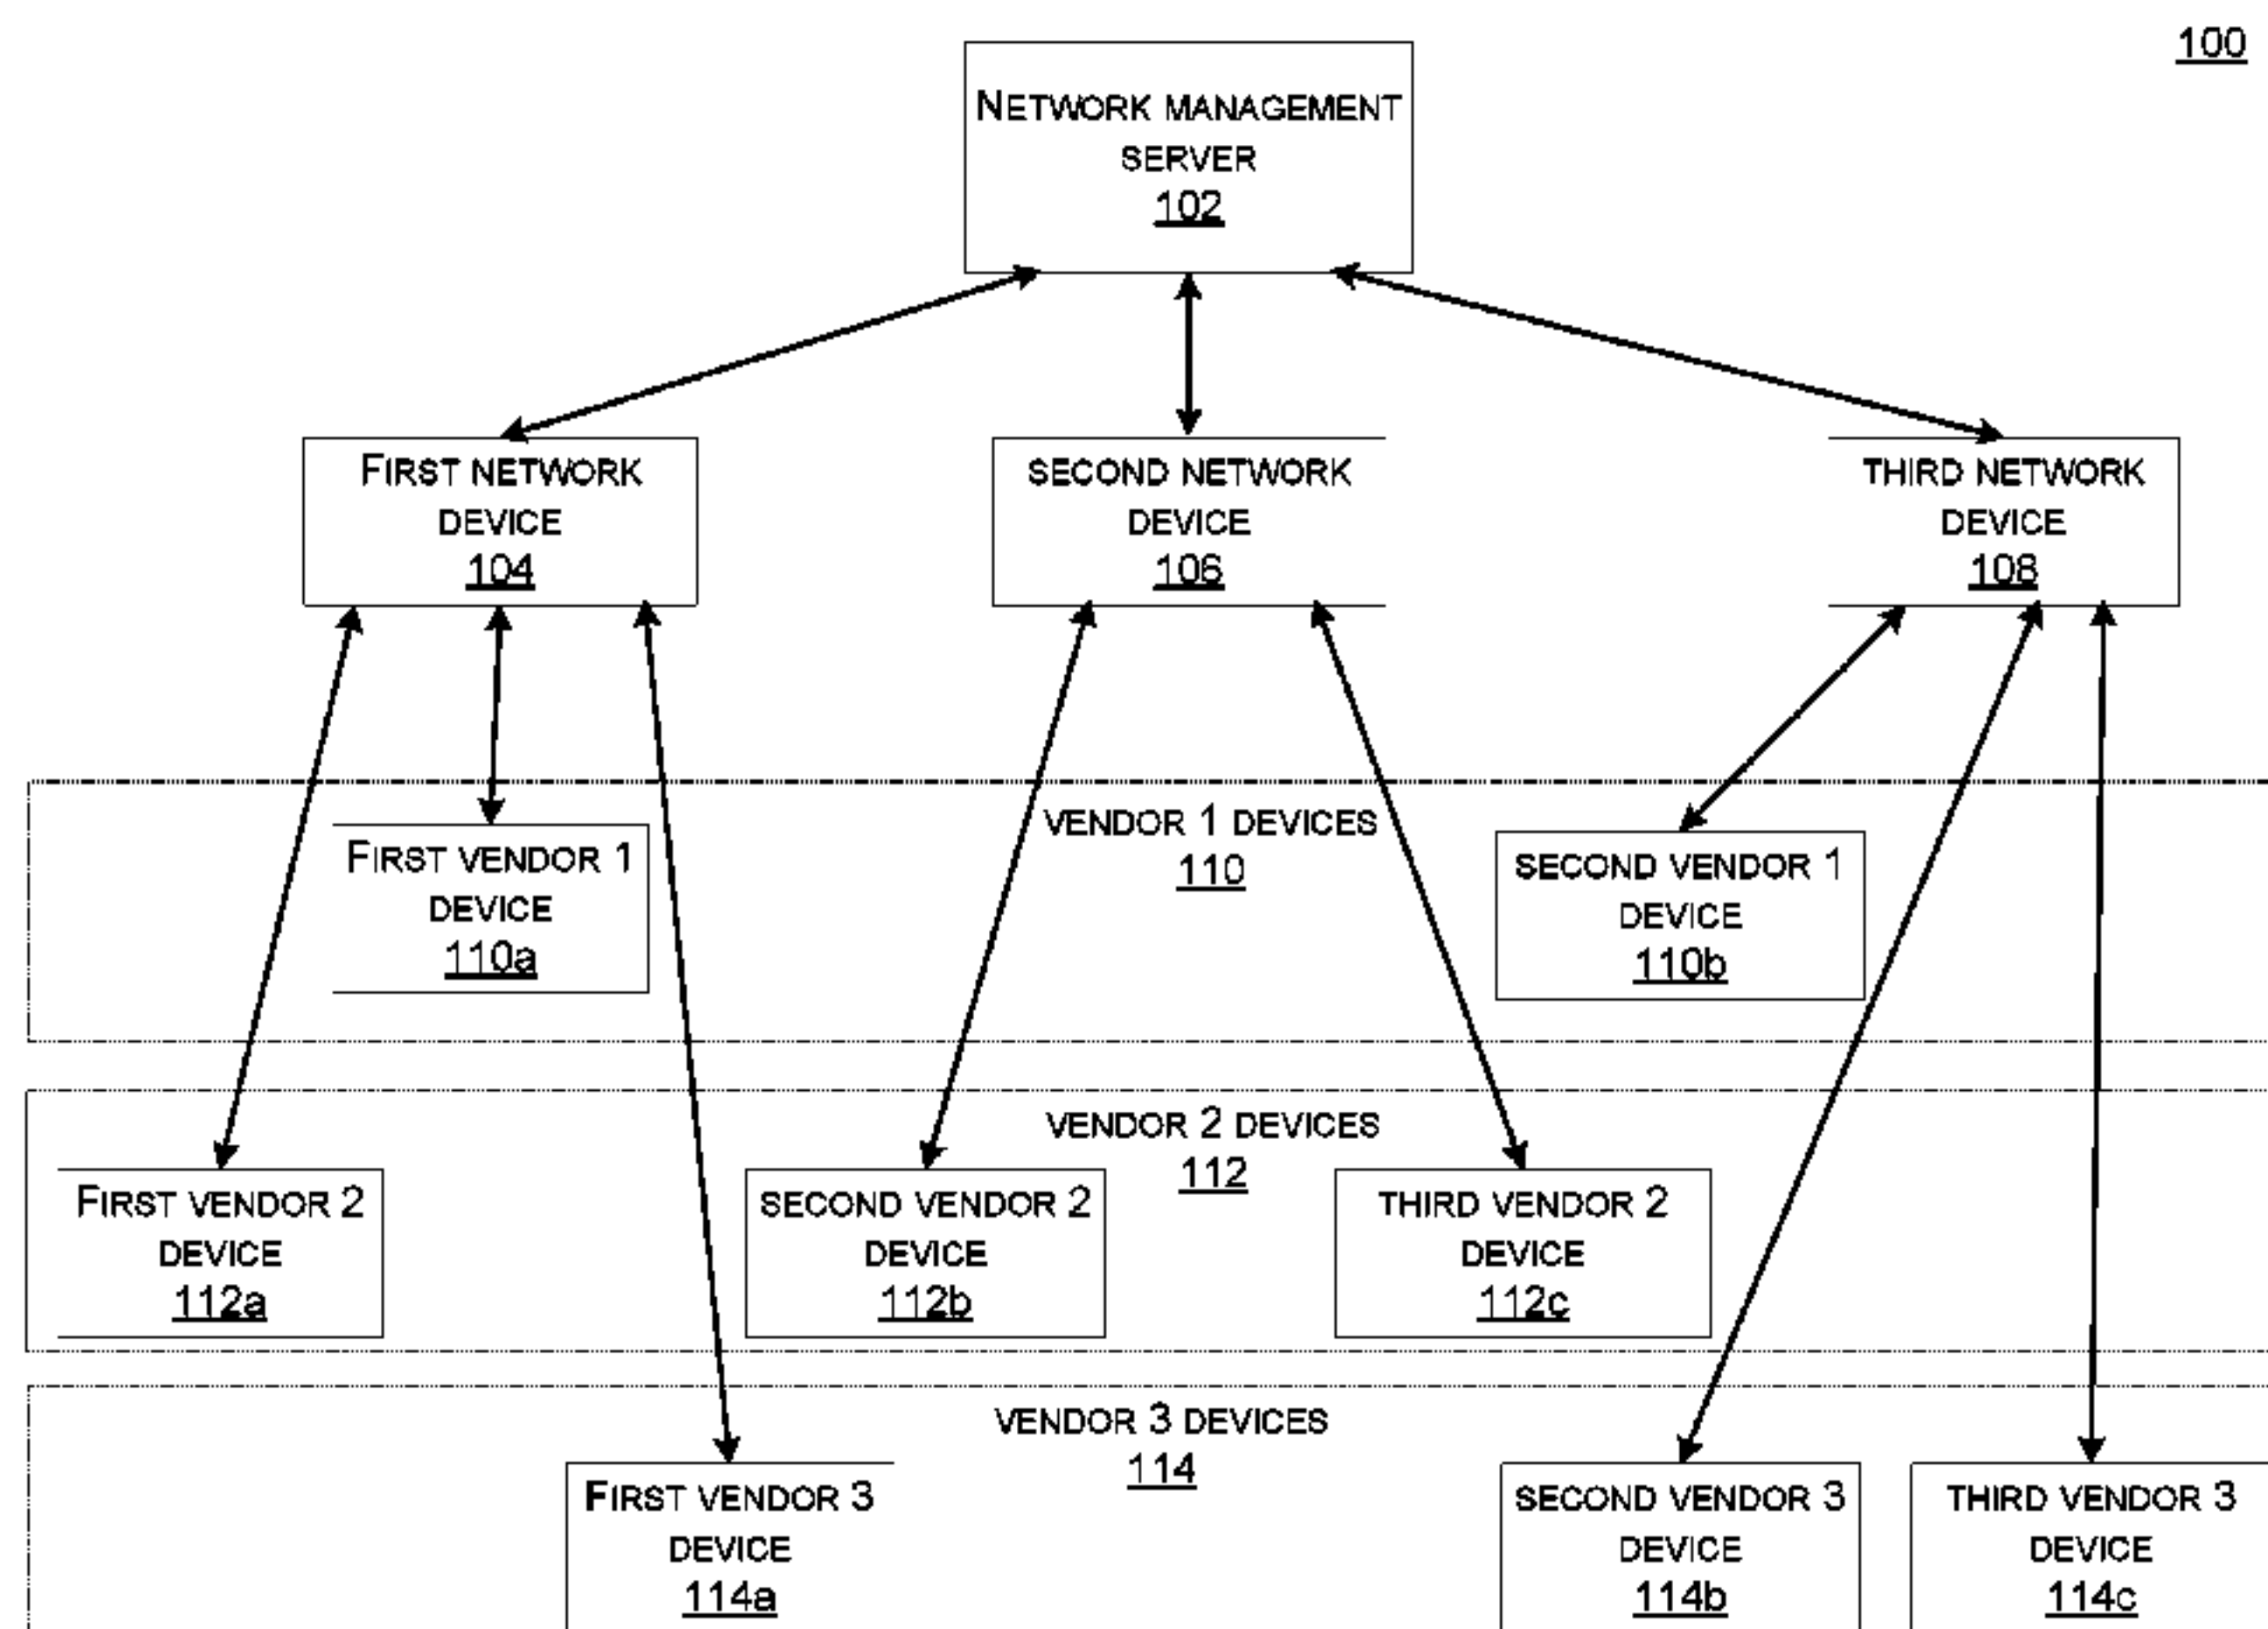 100
NETWORK MANAGEMENT
SERVER
102
FIRST NETWORK
DEVICE
104
SECOND NETWORK
DEVICE
106
THIRD NETWORK
DEVICE
108
VENDOR 1 DEVICES
110
FIRST VENDOR 1
DEVICE
110a
SECOND VENDOR 1
DEVICE
110b
VENDOR 2 DEVICES
112
FIRST VENDOR 2
DEVICE
112a
SECOND VENDOR 2
DEVICE
112b
THIRD VENDOR 2
DEVICE
112c
VENDOR 3 DEVICES
114
FIRST VENDOR 3
DEVICE
114a
SECOND VENDOR 3
DEVICE
114b
THIRD VENDOR 3
DEVICE
114c